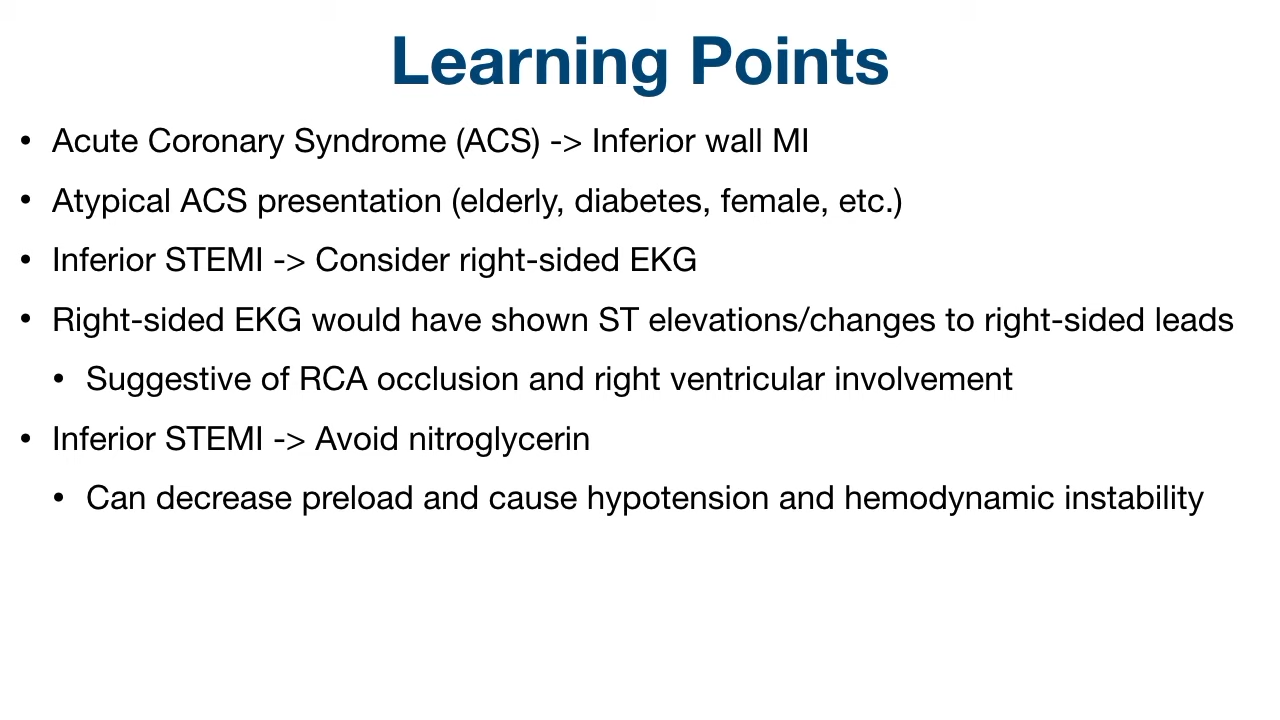 Learning Points
• Acute Coronary Syndrome (ACS) -> Inferior wall MI
• Atypical ACS presentation (elderly, diabetes, female, etc.)
• Inferior STEMI -> Consider right-sided EKG
• Right-sided EKG would have shown ST elevations/changes to right-sided leads
• Suggestive of RCA occlusion and right ventricular involvement
• Inferior STEMI -> Avoid nitroglycerin
• Can decrease preload and cause hypotension and hemodynamic instability